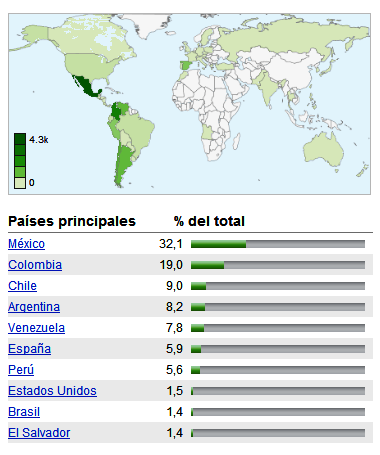 4.3k
0
Países principales % del total
México 32,1
Colombia 19,0
Chile 9,0
Argentina 8,2
Venezuela 7,8
España 5,9
Perú 5,6
Estados Unidos 1,5
Brasil 1,4
El Salvador 1,4